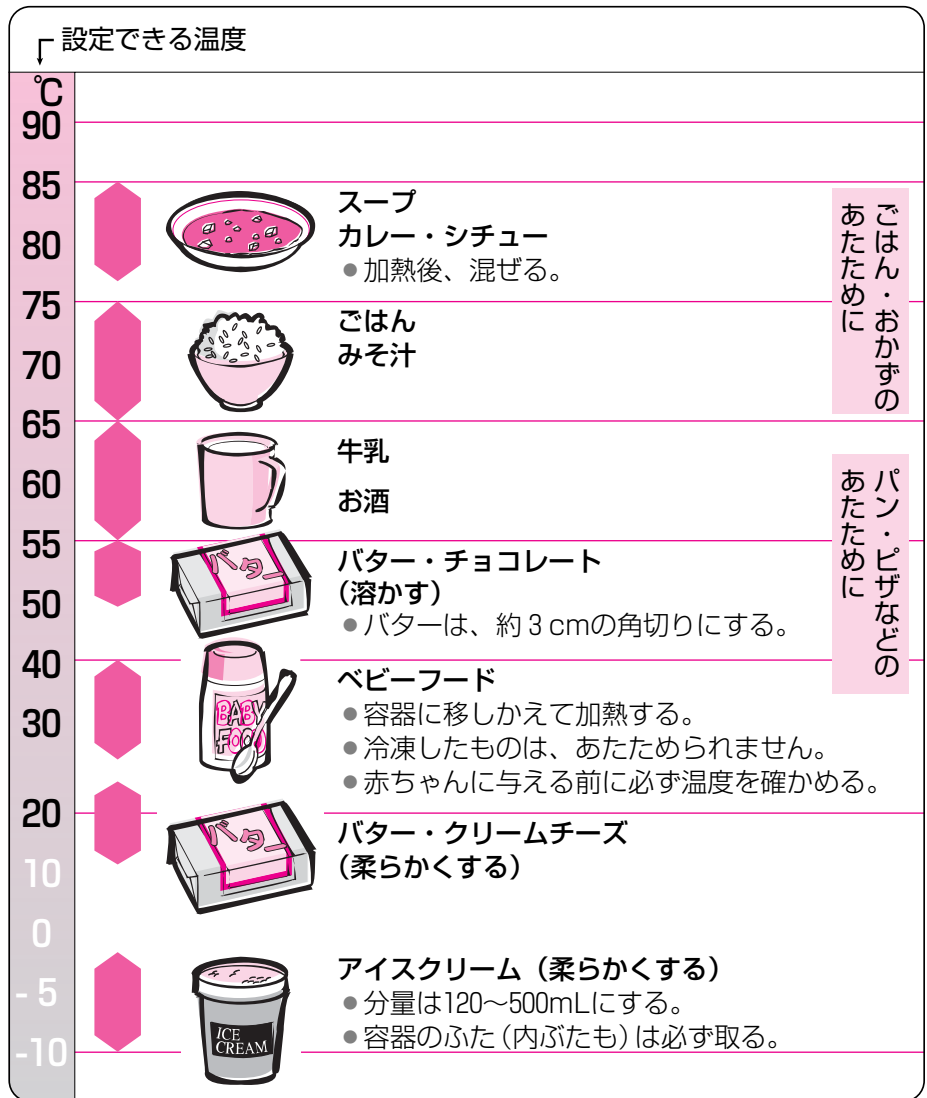 設定できる温度
℃
90
85
スープ
カレー・シチュー
●加熱後、混ぜる。
80
75
ごはん
みそ汁
70
ごはん・おかずの
あたために
65
牛乳
60
お酒
55
バター
バター・チョコレート
(溶かす)
50
●バターは、約3cmの角切りにする。
パン・ピザなどの
あたために
40
BABY
FOOD
ベビーフード
●容器に移しかえて加熱する。
30
●冷凍したものは、あたためられません。
●赤ちゃんに与える前に必ず温度を確かめる。
20
バター
バター・クリームチーズ
(柔らかくする)
10
0
アイスクリーム(柔らかくする)
-5
●分量は120～500mLにする。
ICE
CREAM
●容器のふた(内ぶたも)は必ず取る。
-10